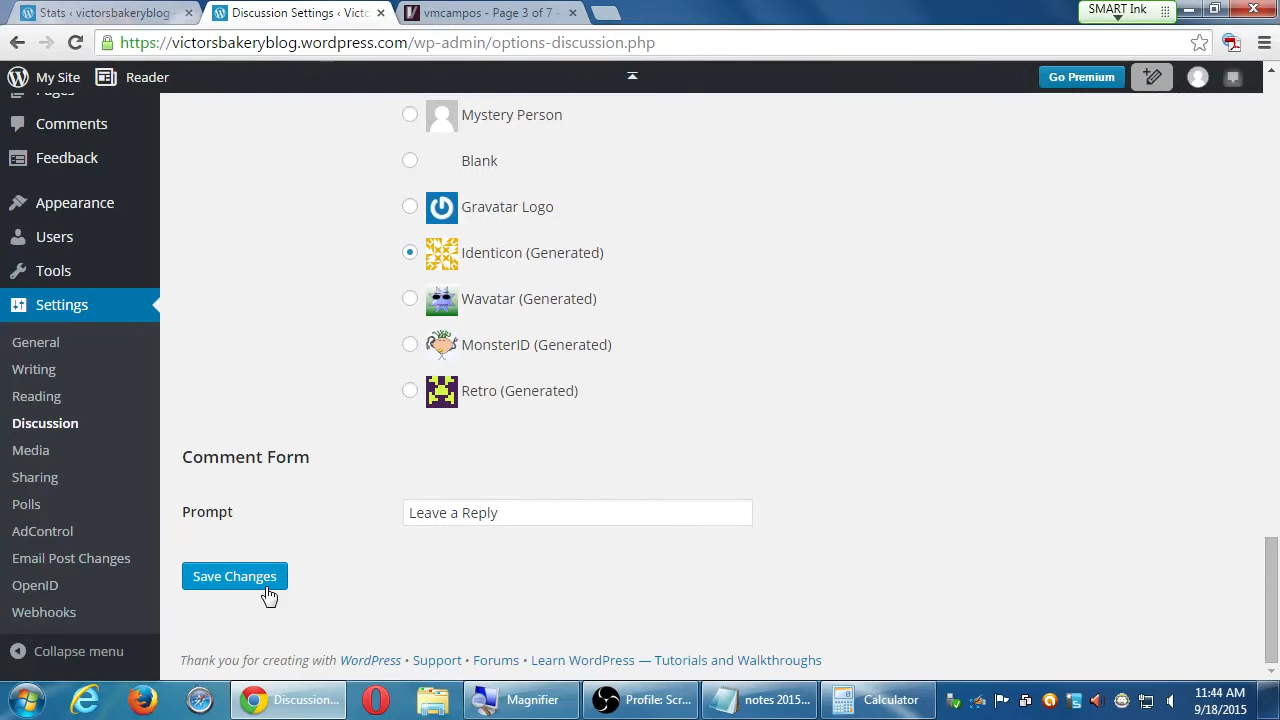 Stats ‹ victorsbakeryblog -
Discussion Settings ‹ Victo
vmcampos - Page 3 of 7 -
SMART Ink
https://victorsbakeryblog.wordpress.com/wp-admin/options-discussion.php
My Site
Reader
Go Premium
Pages
Comments
Feedback
Appearance
Users
Tools
Settings
General
Writing
Reading
Discussion
Media
Sharing
Polls
AdControl
Email Post Changes
OpenID
Webhooks
Collapse menu
Mystery Person
Blank
Gravatar Logo
Identicon (Generated)
Wavatar (Generated)
MonsterID (Generated)
Retro (Generated)
Comment Form
Prompt
Leave a Reply
Save Changes
Thank you for creating with WordPress • Support • Forums • Learn WordPress — Tutorials and Walkthroughs
Discussion...
Magnifier
Profile: Scr...
notes 2015...
Calculator
11:44 AM
9/18/2015